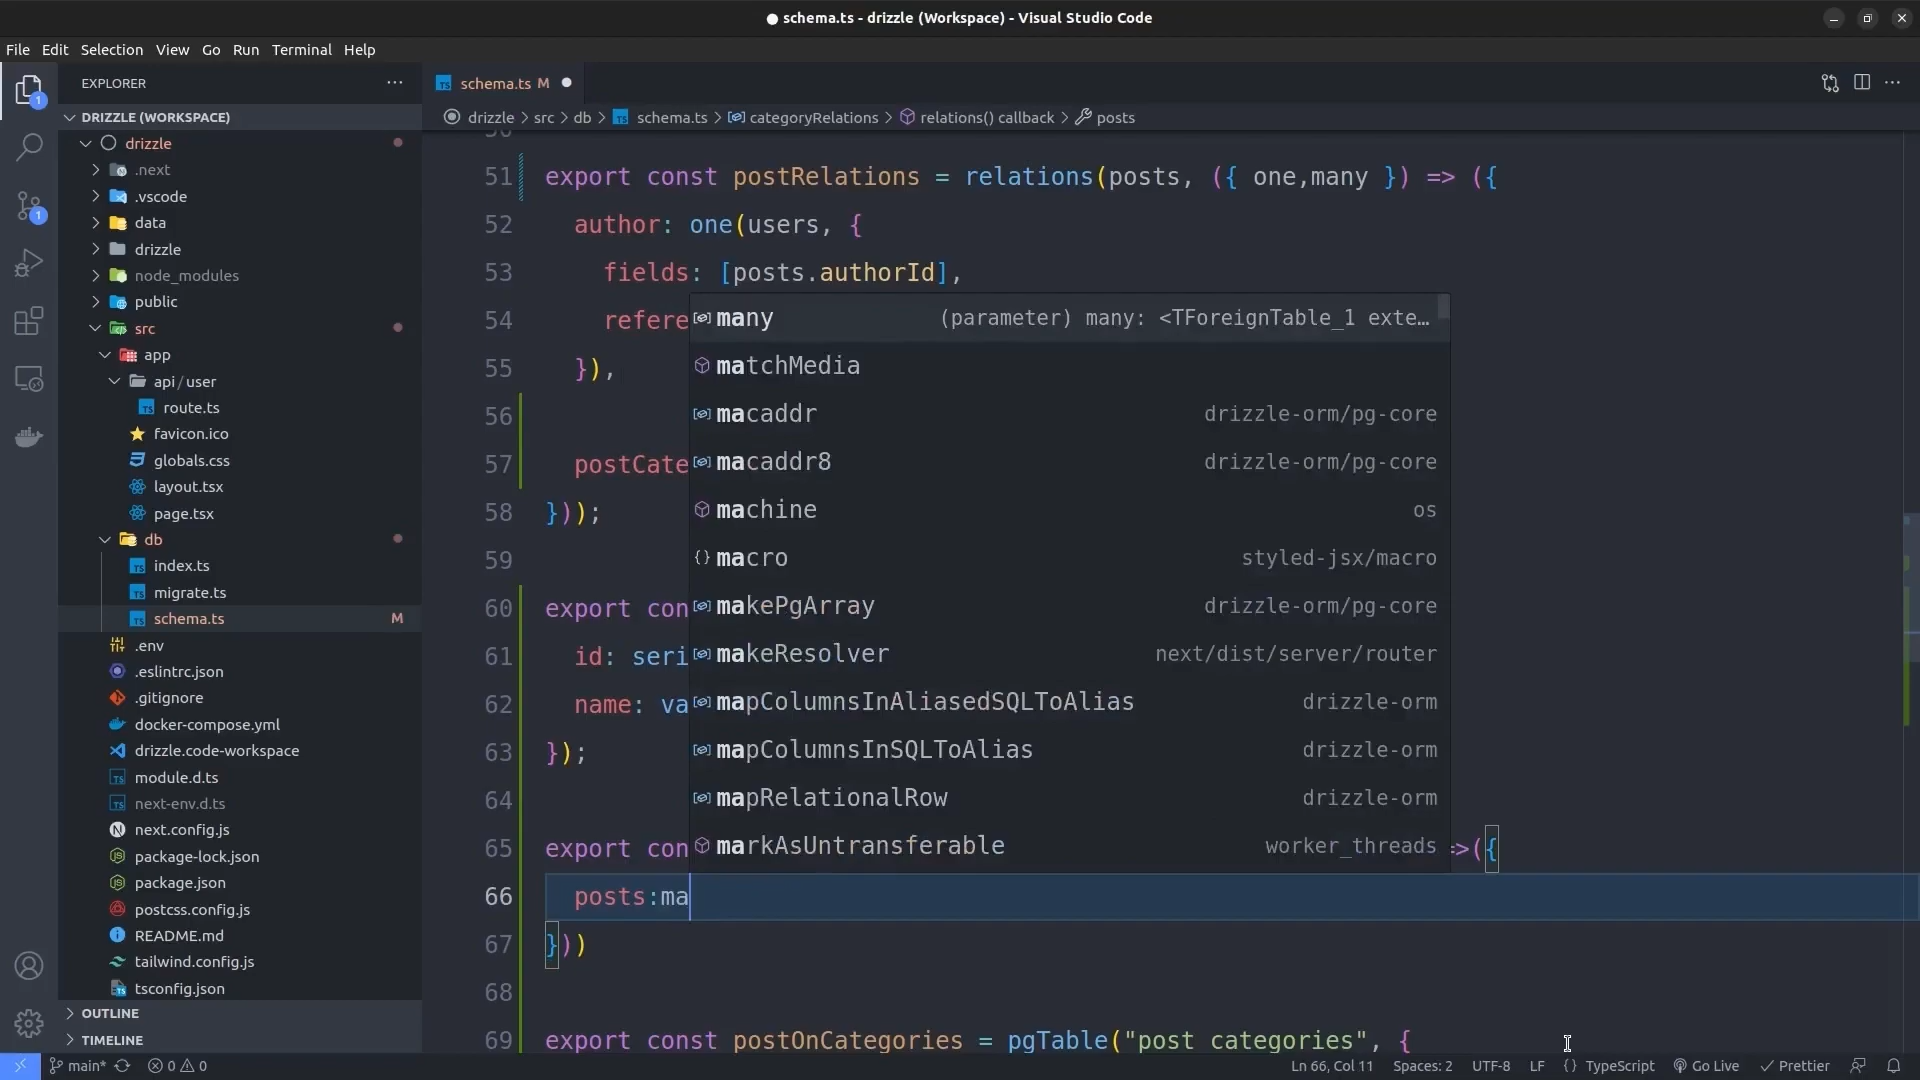 schema.ts - drizzle (Workspace) - Visual Studio Code
File Edit Selection View Go Run Terminal Help
EXPLORER
DRIZZLE (WORKSPACE)
drizzle
.next
.vscode
data
drizzle
node_modules
public
src
app
api/user
route.ts
favicon.ico
globals.css
layout.tsx
page.tsx
db
index.ts
migrate.ts
schema.ts M
.env
.eslintrc.json
.gitignore
docker-compose.yml
drizzle.code-workspace
module.d.ts
next-env.d.ts
next.config.js
package-lock.json
package.json
postcss.config.js
README.md
tailwind.config.js
tsconfig.json
OUTLINE
TIMELINE
1
1
schema.ts M
drizzle > src > db > schema.ts > categoryRelations > relations() callback > posts
51 export const postRelations = relations(posts, ({ one,many }) => ({
52 author: one(users, {
53 fields: [posts.authorId],
54 refere
55 }),
56
57 postCate
58 }));
59
60 export con
61 id: seri
62 name: va
63 });
64
65 export con =>({
66 posts:ma
67 }))
68
69 export const postOnCategories = pgTable("post_categories", {
many (parameter) many: <TForeignTable_1 exte…
matchMedia
macaddr drizzle-orm/pg-core
macaddr8 drizzle-orm/pg-core
machine os
macro styled-jsx/macro
makePgArray drizzle-orm/pg-core
makeResolver next/dist/server/router
mapColumnsInAliasedSQLToAlias drizzle-orm
mapColumnsInSQLToAlias drizzle-orm
mapRelationalRow drizzle-orm
markAsUntransferable worker_threads
main* 0 0 Ln 66, Col 11 Spaces: 2 UTF-8 LF {} TypeScript Go Live Prettier